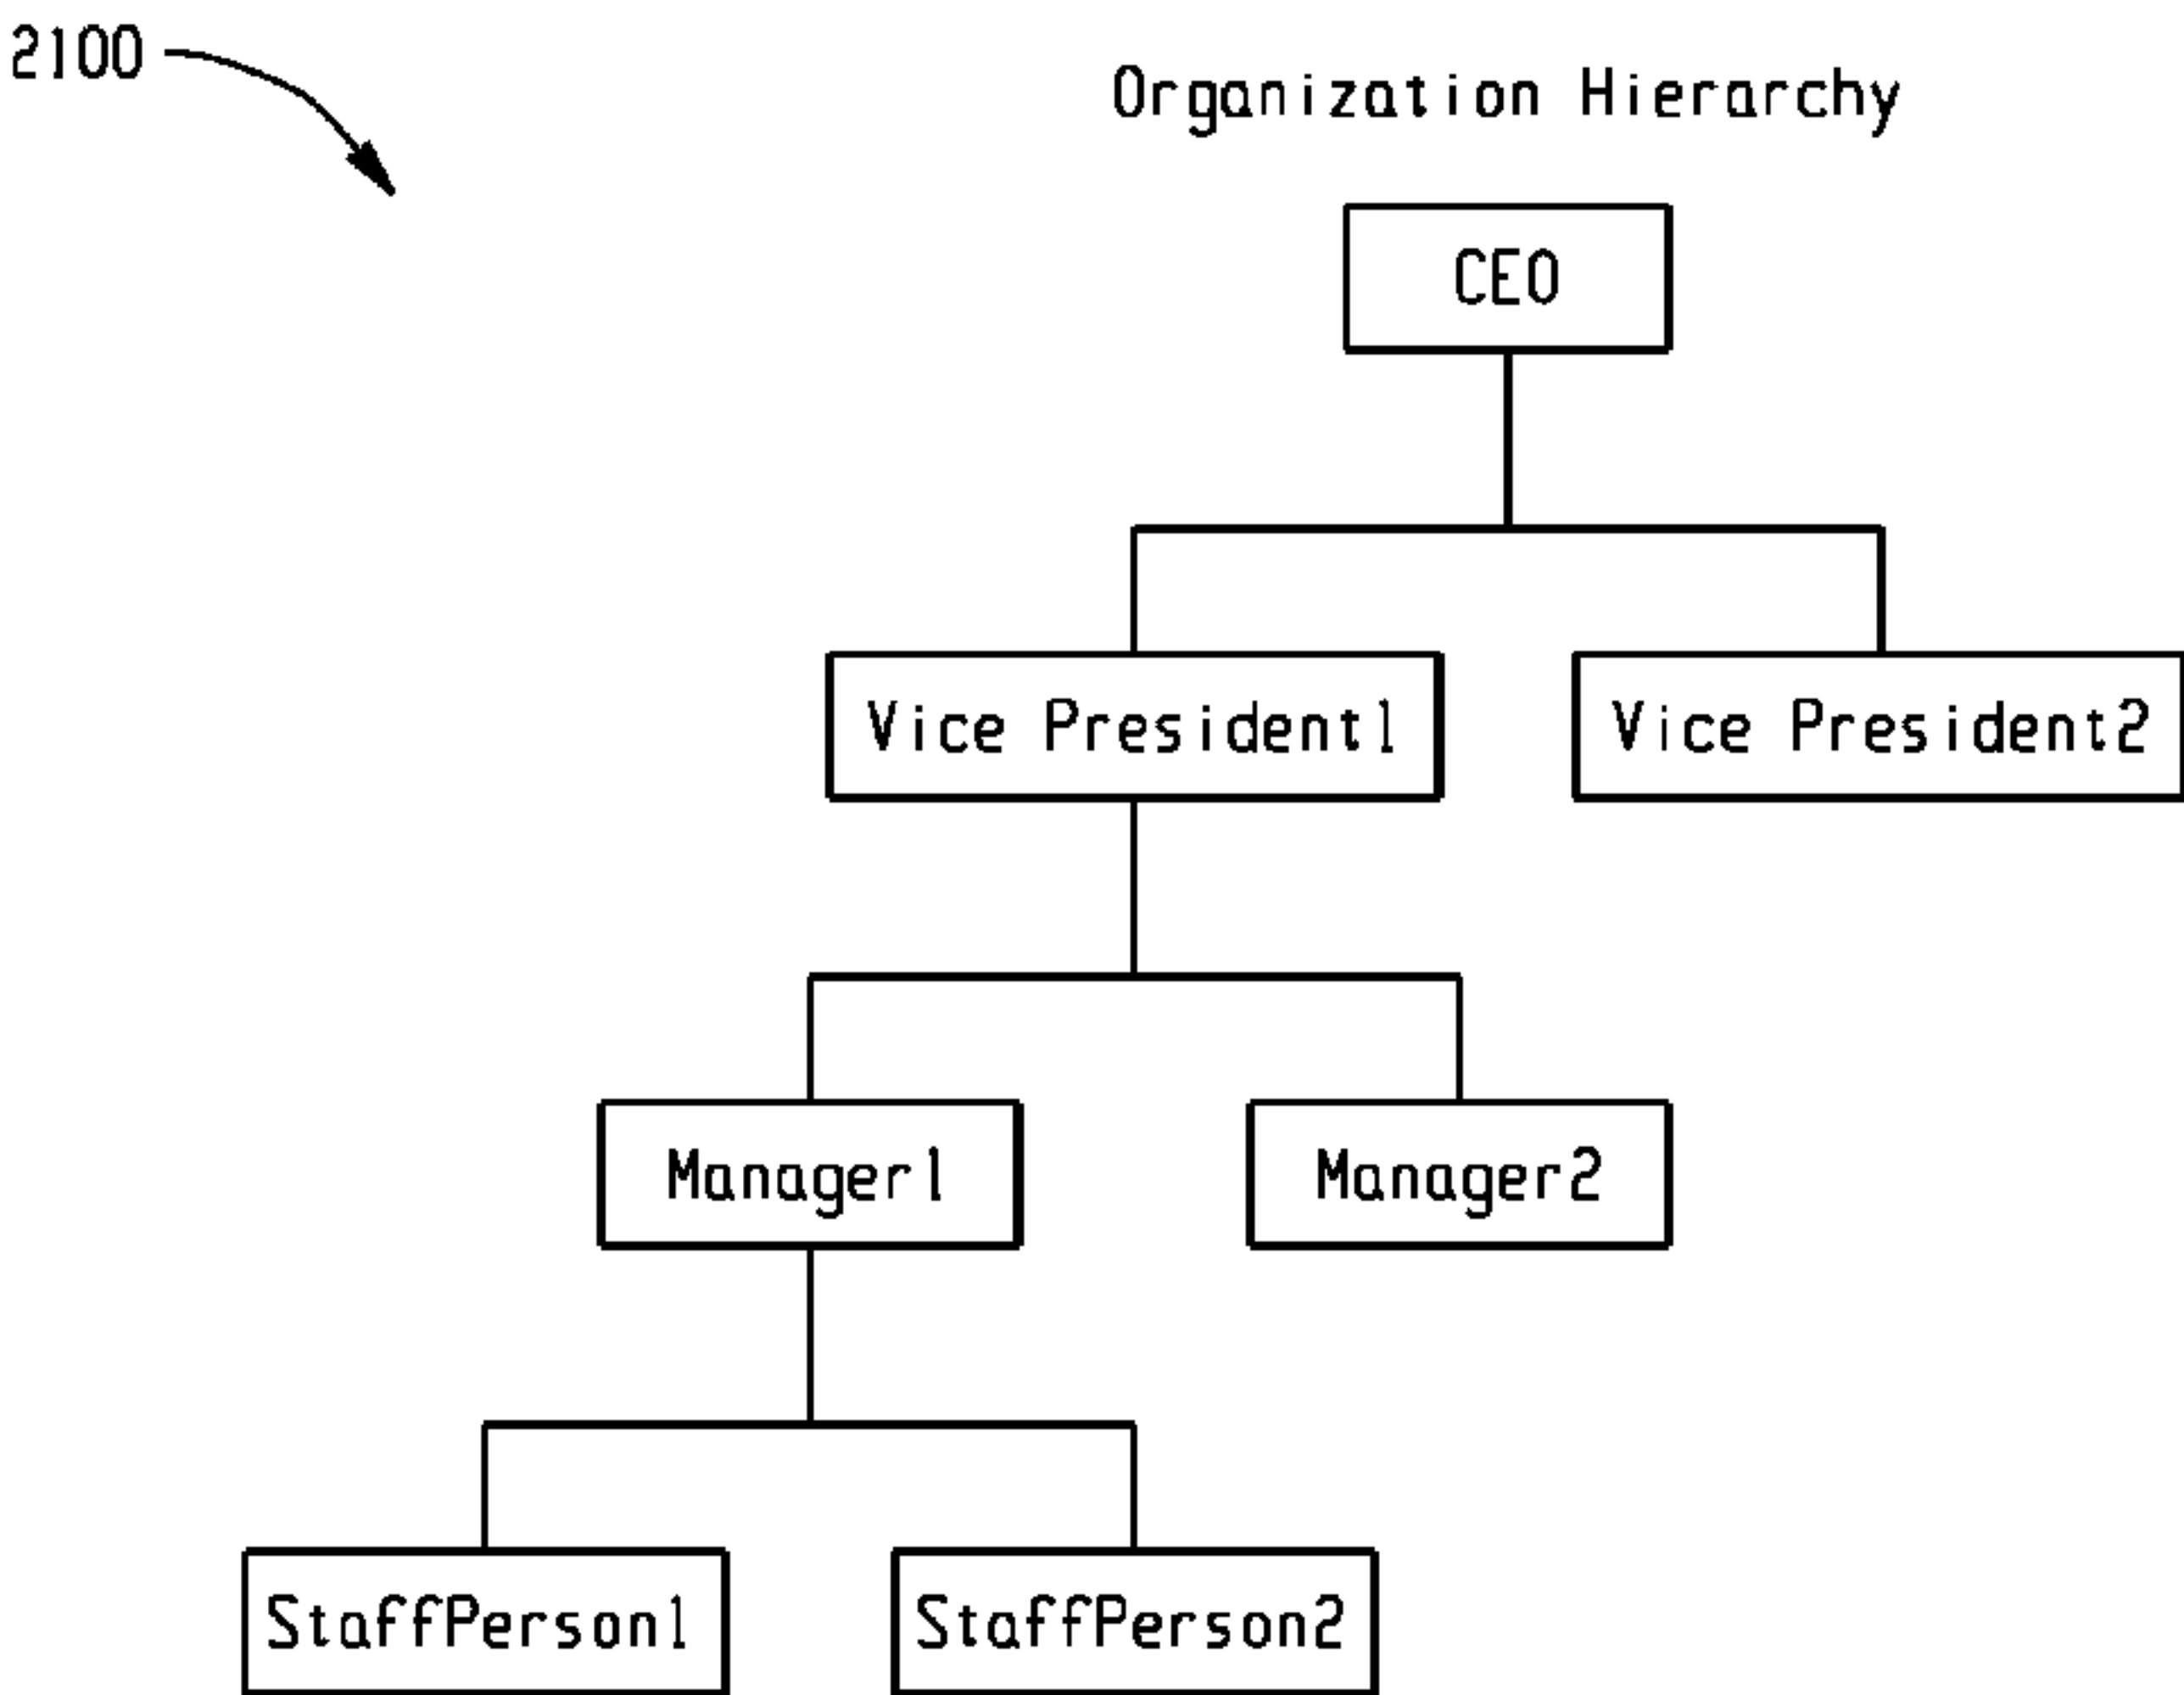 2100
Organization Hierarchy
CEO
Vice President1
Vice President2
Manager1
Manager2
StaffPerson1
StaffPerson2